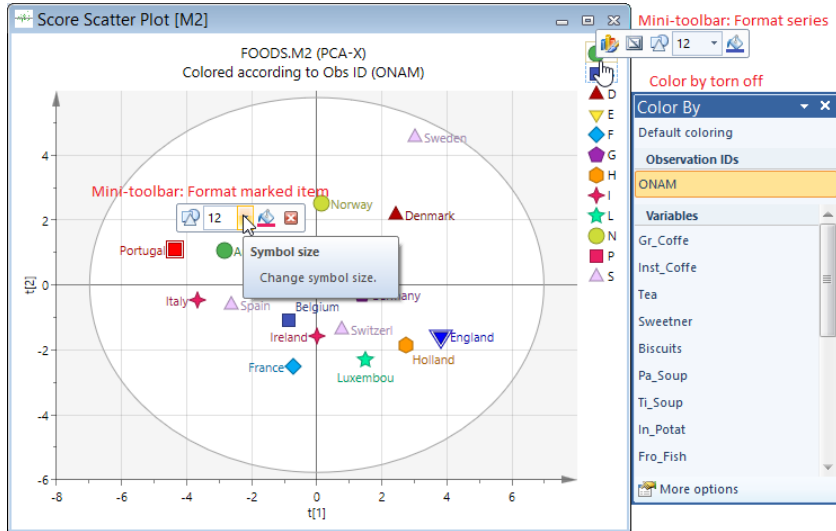 Score Scatter Plot [M2]
Mini-toolbar: Format series
FOODS.M2 (PCA-X)
Colored according to Obs ID (ONAM)
12
Color by torn off
D
E
F
G
H
I
L
N
P
S
Color By
Default coloring
Observation IDs
ONAM
Variables
Gr_Coffe
Inst_Coffe
Tea
Sweetner
Biscuits
Pa_Soup
Ti_Soup
In_Potat
Fro_Fish
More options
Mini-toolbar: Format marked item
12
Symbol size
Change symbol size.
Sweden
Norway
Denmark
Portugal
A
Italy
Spain
Belgium
Germany
Ireland
Switzerl
England
Holland
France
Luxembou
t[2]
4
2
0
-2
-4
-6
-8
-6
-4
-2
0
2
4
6
t[1]